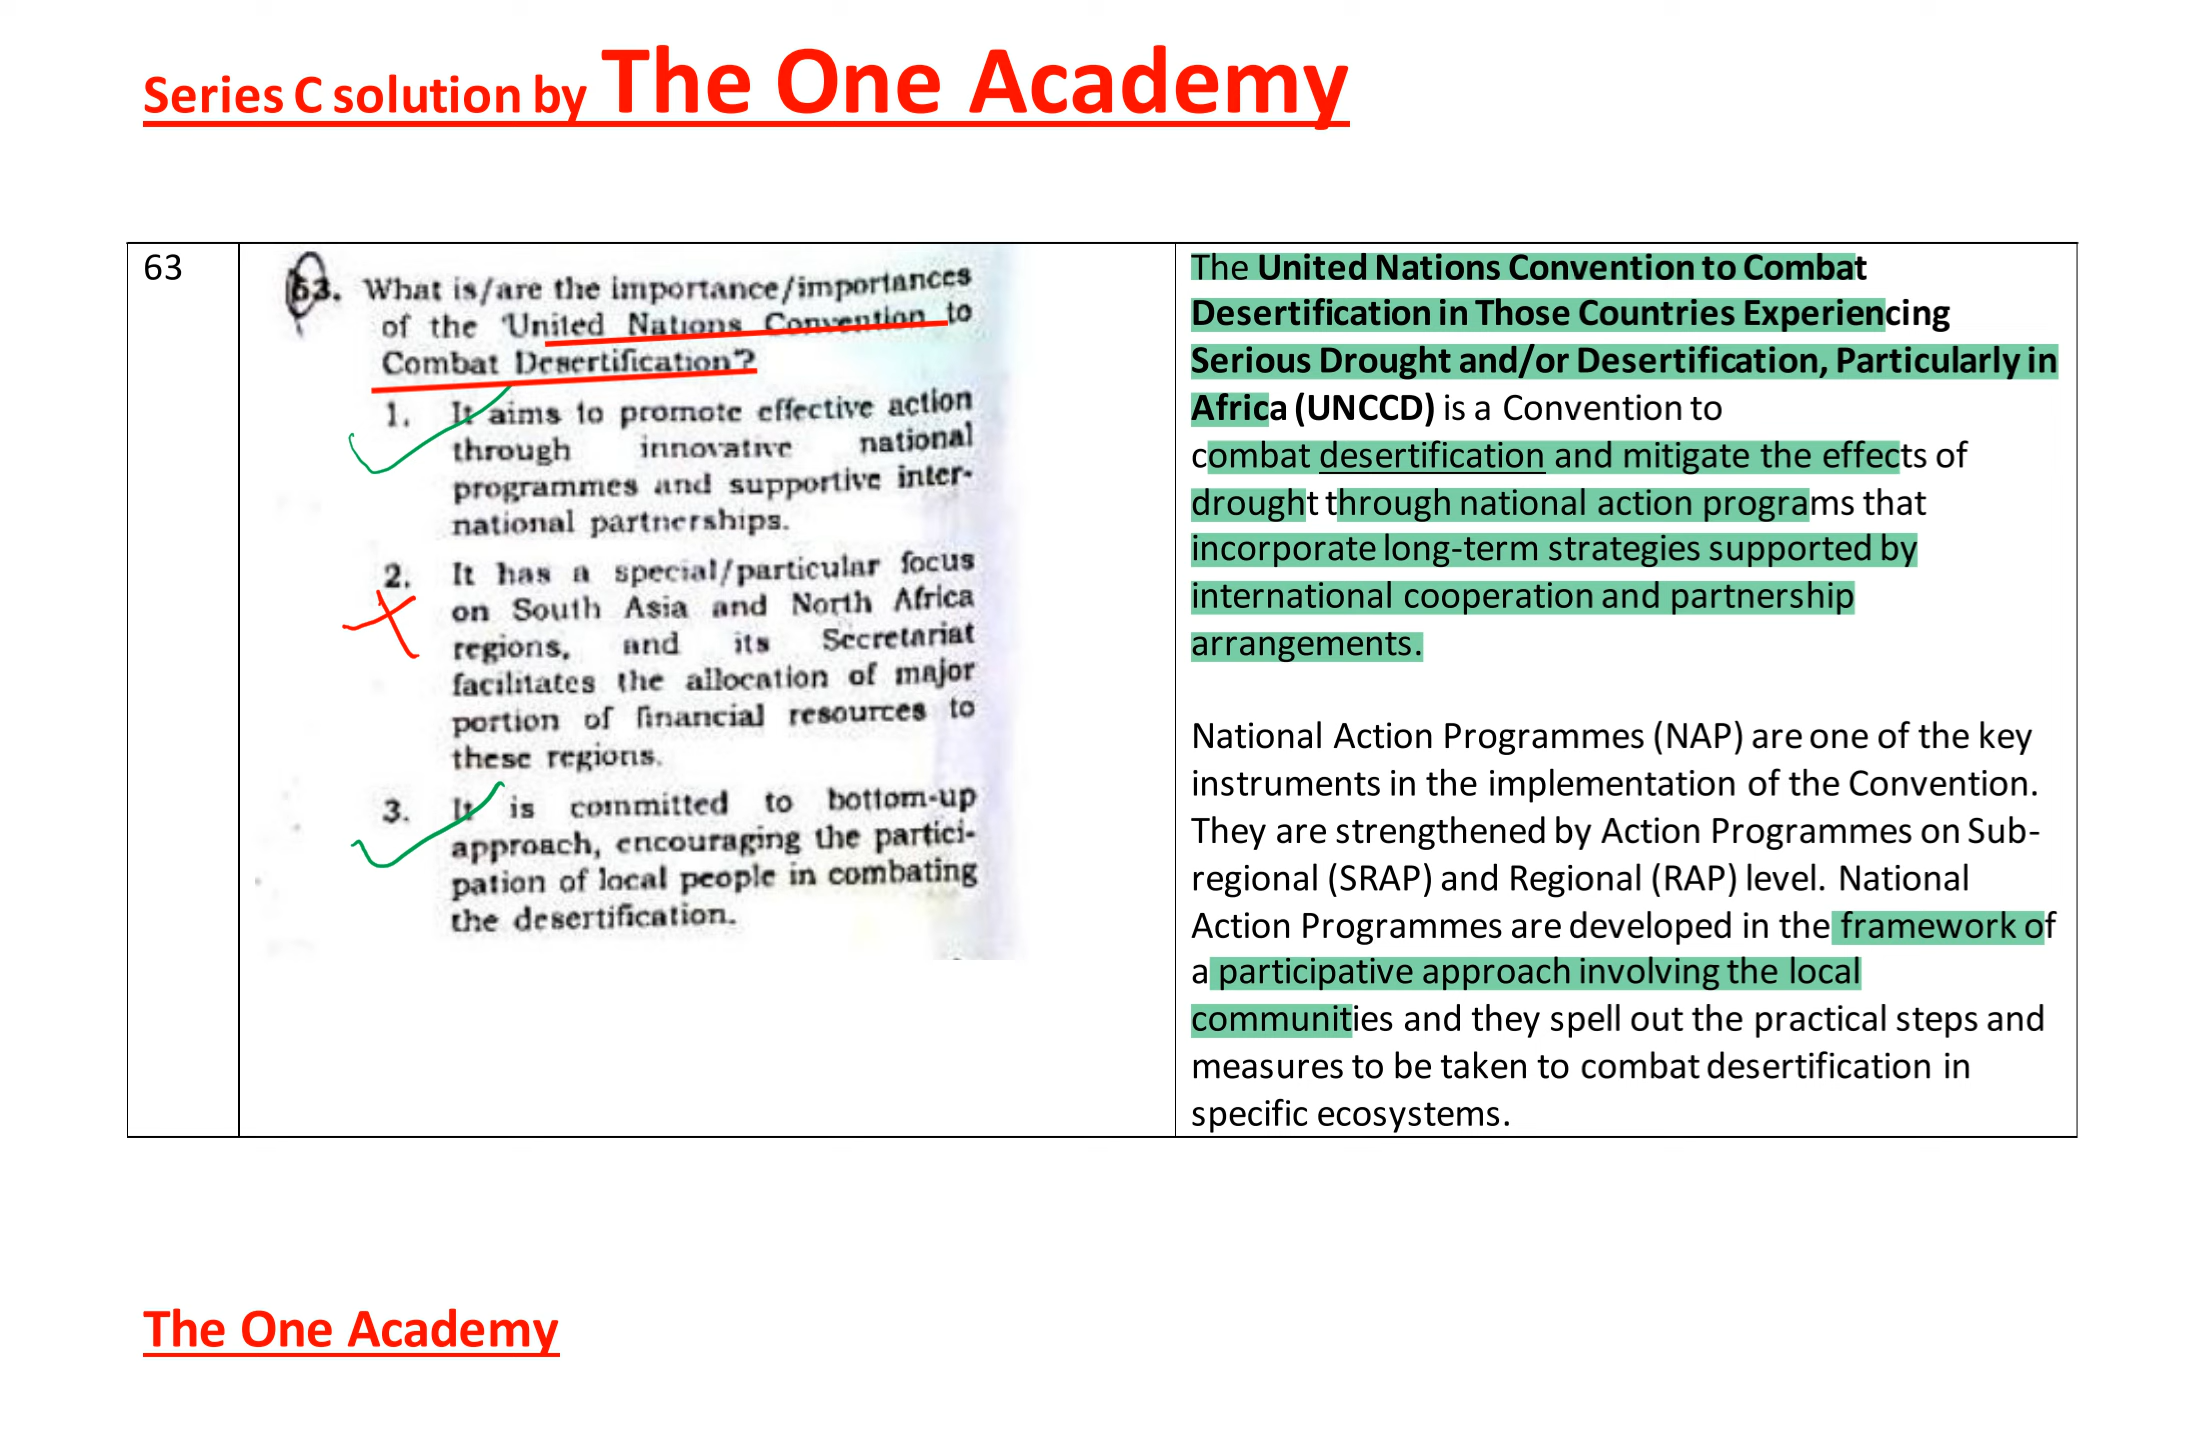 Series C solution by The One Academy
63
63. What is/are the importance/importances
of the 'United Nations Convention to
Combat Desertification'?
1. It aims to promote effective action
through innovative national
programmes and supportive inter-
national partnerships.
2. It has a special/particular focus
on South Asia and North Africa
regions, and its Secretariat
facilitates the allocation of major
portion of financial resources to
these regions.
3. It is committed to bottom-up
approach, encouraging the partici-
pation of local people in combating
the desertification.
The United Nations Convention to Combat
Desertification in Those Countries Experiencing
Serious Drought and/or Desertification, Particularly in
Africa (UNCCD) is a Convention to
combat desertification and mitigate the effects of
drought through national action programs that
incorporate long-term strategies supported by
international cooperation and partnership
arrangements.
National Action Programmes (NAP) are one of the key
instruments in the implementation of the Convention.
They are strengthened by Action Programmes on Sub-
regional (SRAP) and Regional (RAP) level. National
Action Programmes are developed in the framework of
a participative approach involving the local
communities and they spell out the practical steps and
measures to be taken to combat desertification in
specific ecosystems.
The One Academy